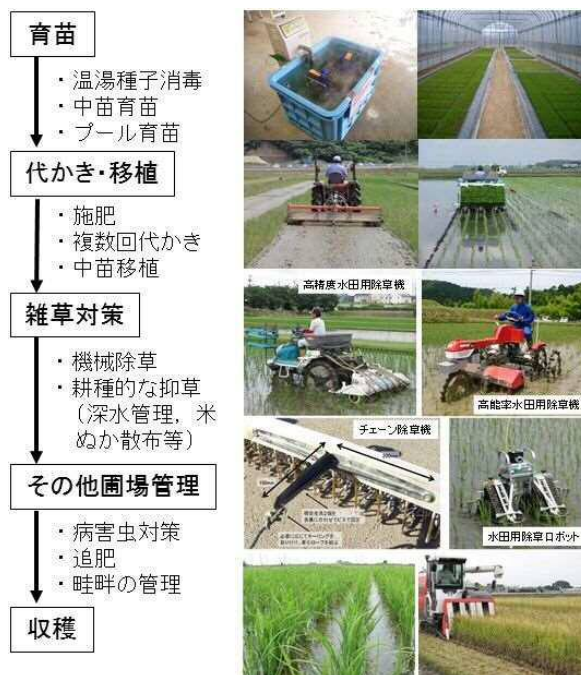 育苗
・温湯種子消毒
・中苗育苗
・プール育苗
代かき・移植
・施肥
・複数回代かき
・中苗移植
雑草対策
・機械除草
・耕種的な抑草
（深水管理，米
ぬか散布等）
その他圃場管理
・病害虫対策
・追肥
・畦畔の管理
収穫
高精度水田用除草機
高能率水田用除草機
チェーン除草機
水田用除草ロボット